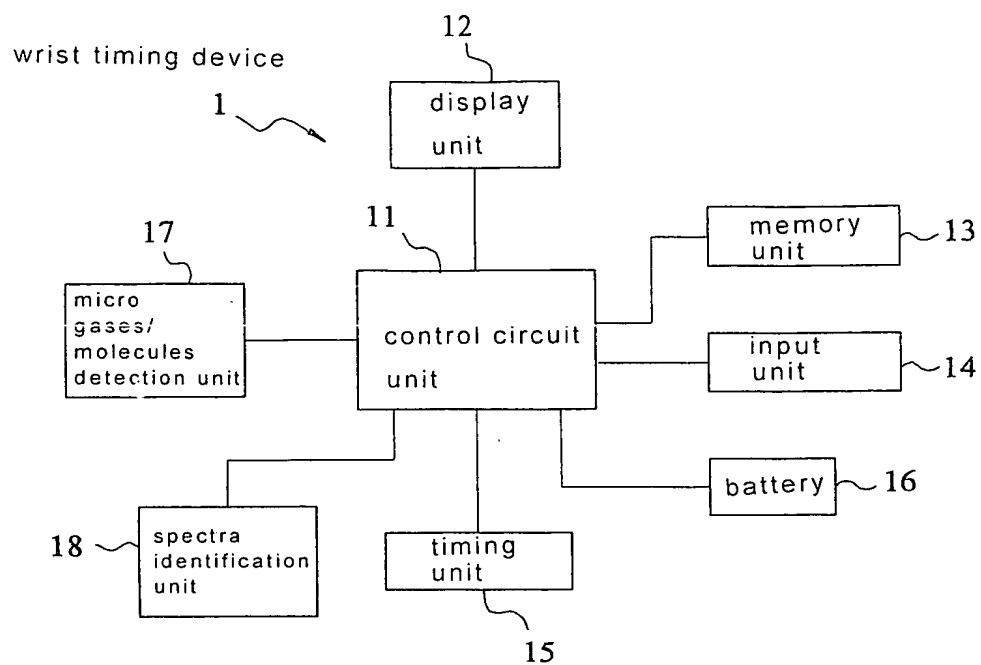 wrist timing device
1
12
display
unit
11
control circuit
unit
memory
unit
13
17
micro
gases/
molecules
detection unit
input
unit
14
battery
16
18
spectra
identification
unit
timing
unit
15